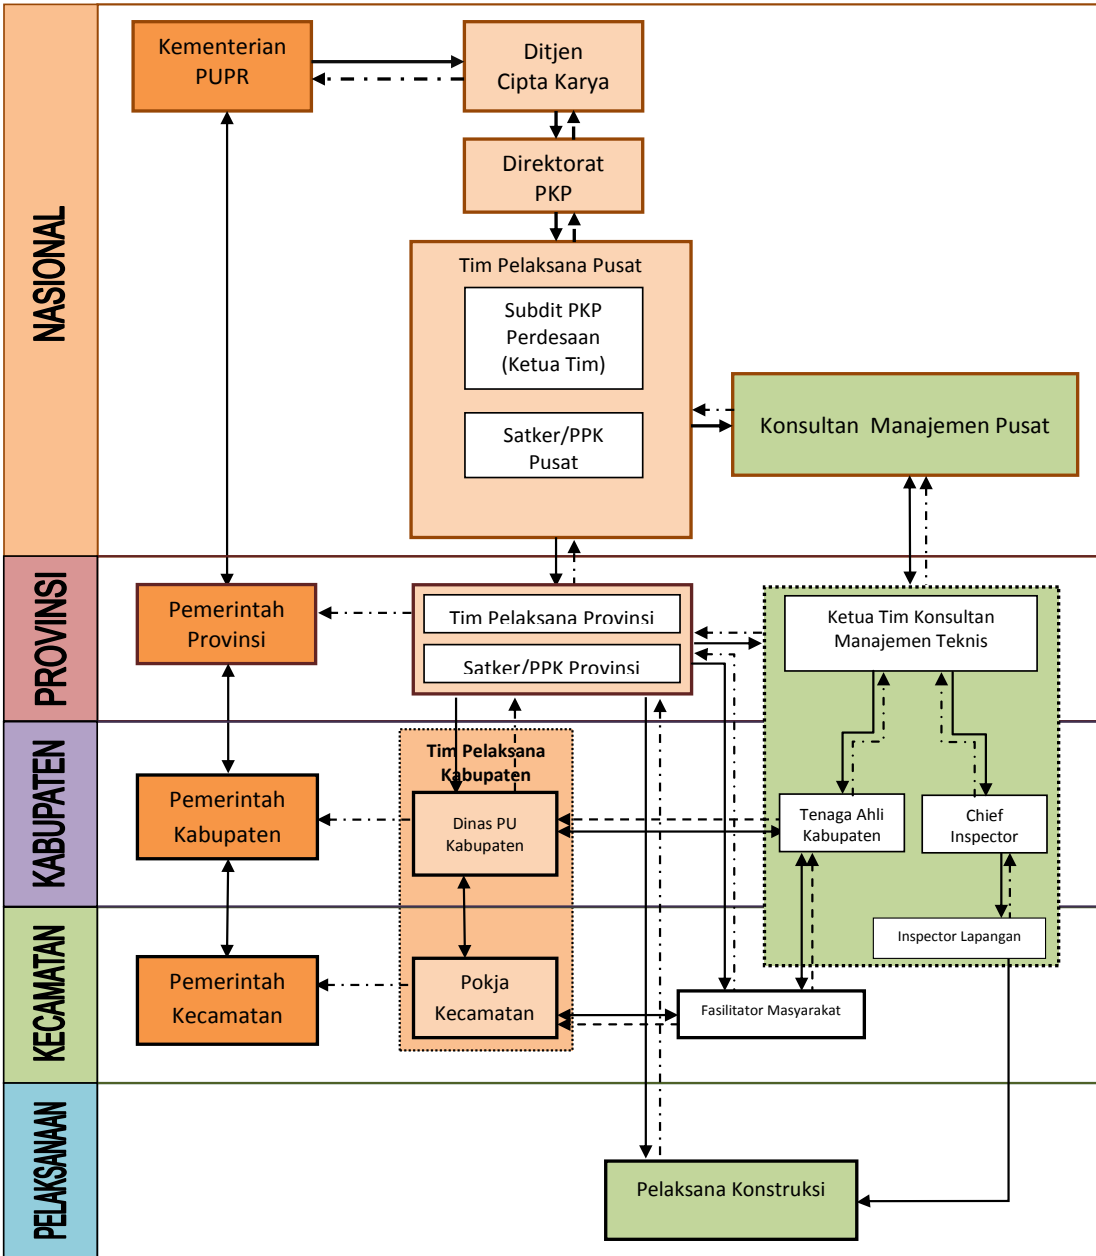 NASIONAL
Kementerian
PUPR
Ditjen
Cipta Karya
Direktorat
PKP
Tim Pelaksana Pusat
Subdit PKP
Perdesaan
(Ketua Tim)
Satker/PPK
Pusat
Konsultan Manajemen Pusat
PROVINSI
Pemerintah
Provinsi
Tim Pelaksana Provinsi
Satker/PPK Provinsi
Ketua Tim Konsultan
Manajemen Teknis
KABUPATEN
Tim Pelaksana
Kabupaten
Pemerintah
Kabupaten
Dinas PU
Kabupaten
Tenaga Ahli
Kabupaten
Chief
Inspector
KECAMATAN
Inspector Lapangan
Pemerintah
Kecamatan
Pokja
Kecamatan
Fasilitator Masyarakat
PELAKSANAAN
Pelaksana Konstruksi